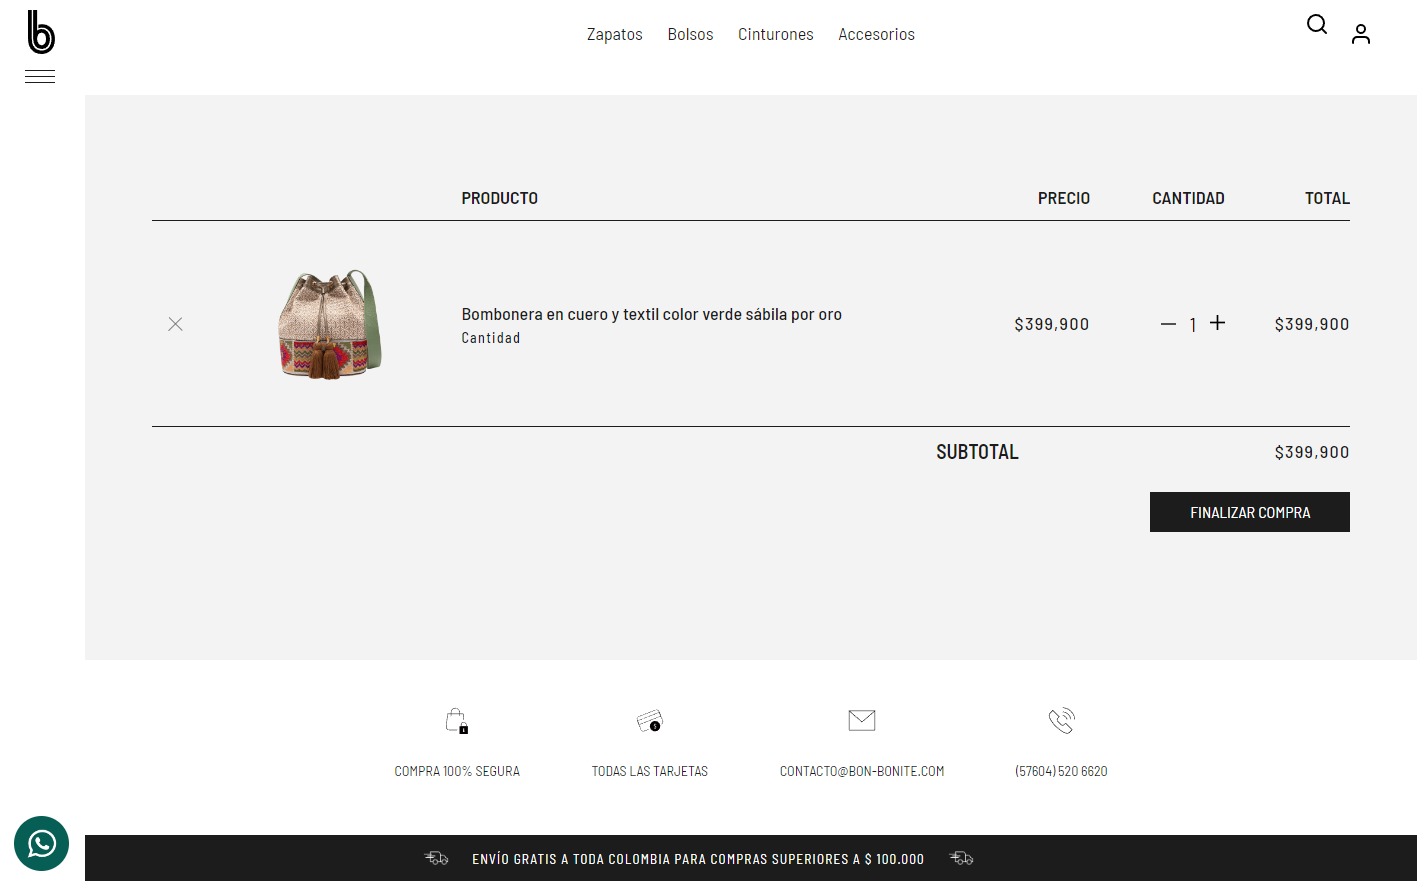 b
Zapatos Bolsos Cinturones Accesorios
PRODUCTO PRECIO CANTIDAD TOTAL
Bombonera en cuero y textil color verde sábila por oro
Cantidad
$399,900 — 1 + $399,900
SUBTOTAL $399,900
FINALIZAR COMPRA
COMPRA 100% SEGURA TODAS LAS TARJETAS CONTACTO@BON-BONITE.COM (57604) 520 6620
ENVÍO GRATIS A TODA COLOMBIA PARA COMPRAS SUPERIORES A $ 100.000